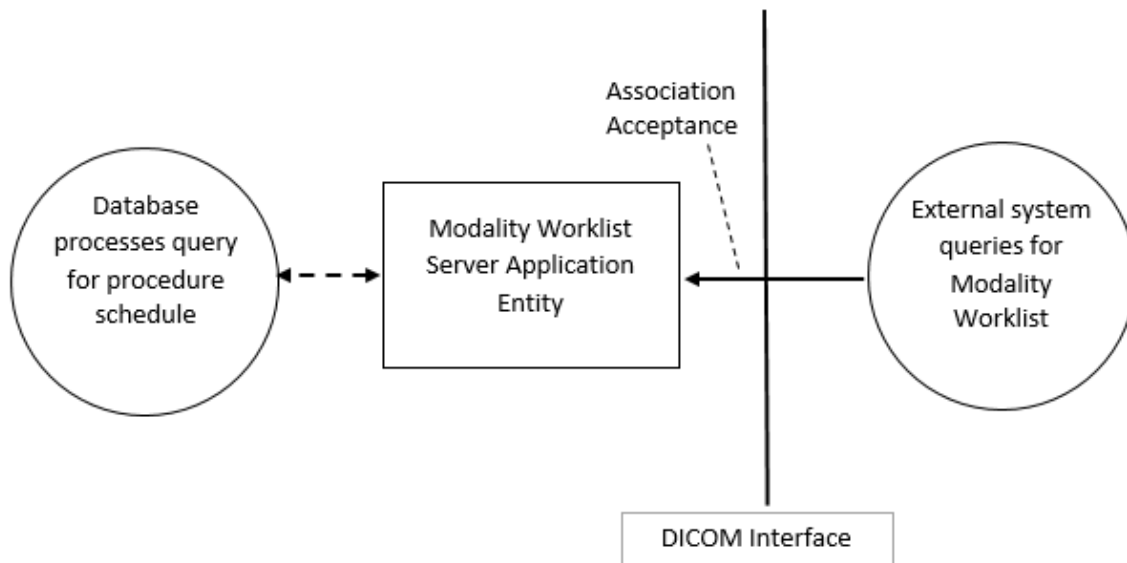 Association
Acceptance
Database
processes query
for procedure
schedule
Modality Worklist
Server Application
Entity
External system
queries for
Modality
Worklist
DICOM Interface